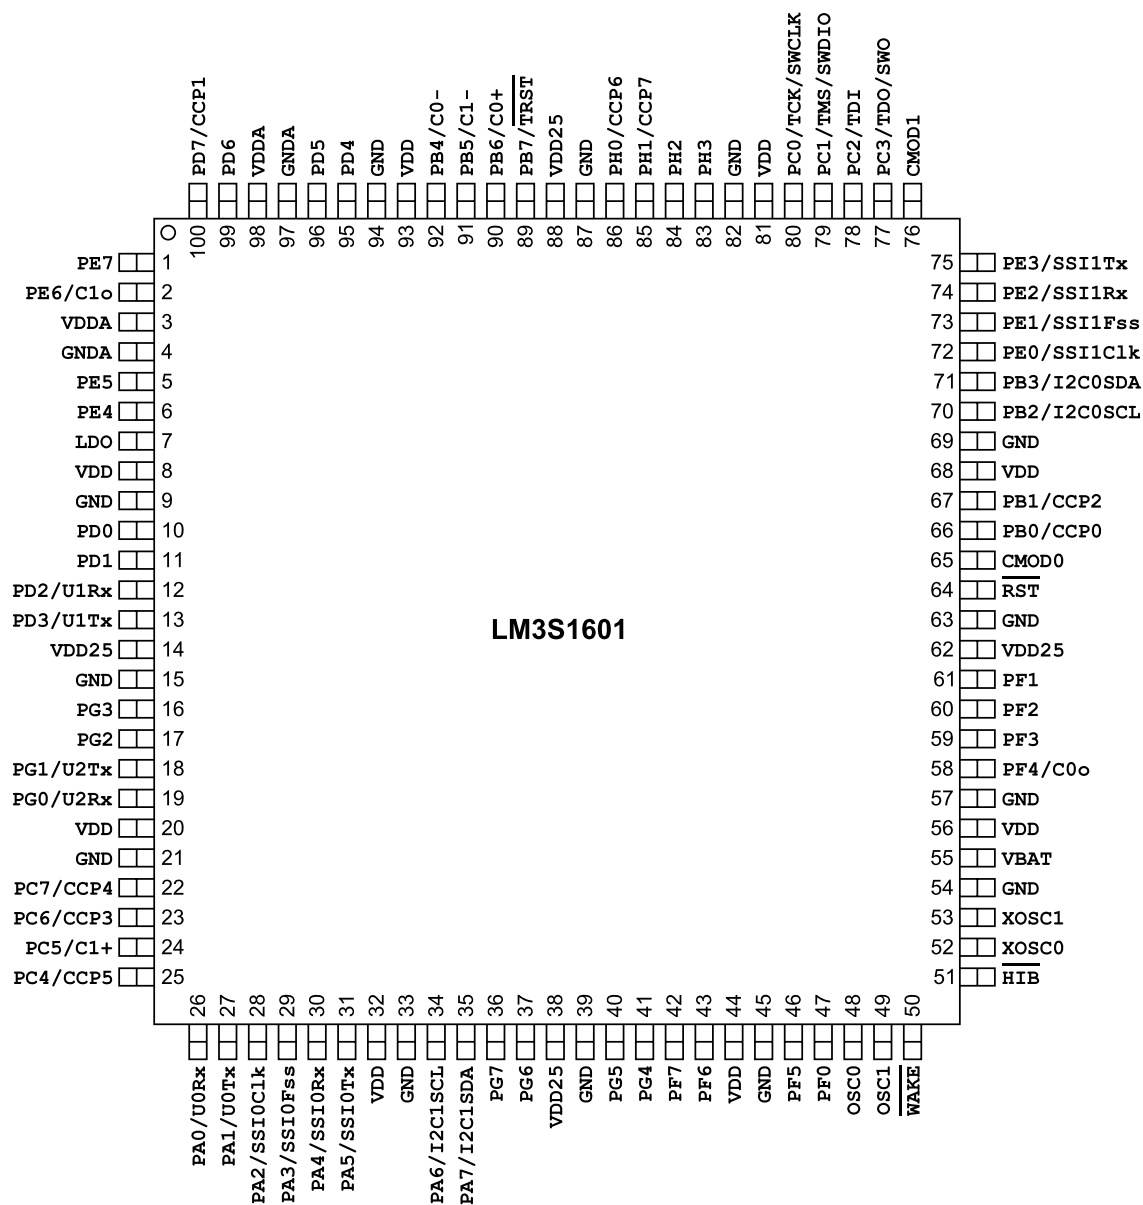 PD7/CCP1 PD6 VDDA GNDA PD5 PD4 GND VDD PB4/C0- PB5/C1- PB6/C0+ PB7/TRST VDD25 GND PH0/CCP6 PH1/CCP7 PH2 PH3 GND VDD PC0/TCK/SWCLK PC1/TMS/SWDIO PC2/TDI PC3/TDO/SWO CMOD1
100 99 98 97 96 95 94 93 92 91 90 89 88 87 86 85 84 83 82 81 80 79 78 77 76
PE7 1 75 PE3/SSI1Tx
PE6/C1o 2 74 PE2/SSI1Rx
VDDA 3 73 PE1/SSI1Fss
GNDA 4 72 PE0/SSI1Clk
PE5 5 71 PB3/I2C0SDA
PE4 6 70 PB2/I2C0SCL
LDO 7 69 GND
VDD 8 68 VDD
GND 9 67 PB1/CCP2
PD0 10 66 PB0/CCP0
PD1 11 65 CMOD0
PD2/U1Rx 12 64 RST
PD3/U1Tx 13 LM3S1601 63 GND
VDD25 14 62 VDD25
GND 15 61 PF1
PG3 16 60 PF2
PG2 17 59 PF3
PG1/U2Tx 18 58 PF4/C0o
PG0/U2Rx 19 57 GND
VDD 20 56 VDD
GND 21 55 VBAT
PC7/CCP4 22 54 GND
PC6/CCP3 23 53 XOSC1
PC5/C1+ 24 52 XOSC0
PC4/CCP5 25 51 HIB
26 27 28 29 30 31 32 33 34 35 36 37 38 39 40 41 42 43 44 45 46 47 48 49 50
PA0/U0Rx PA1/U0Tx PA2/SSI0Clk PA3/SSI0Fss PA4/SSI0Rx PA5/SSI0Tx VDD GND PA6/I2C1SCL PA7/I2C1SDA PG7 PG6 VDD25 GND PG5 PG4 PF7 PF6 VDD GND PF5 PF0 OSC0 OSC1 WAKE